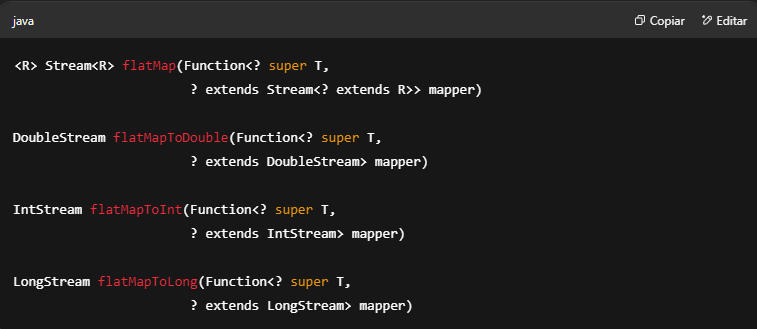 java
Copiar
Editar
<R> Stream<R> flatMap(Function<? super T,
? extends Stream<? extends R>> mapper)
DoubleStream flatMapToDouble(Function<? super T,
? extends DoubleStream> mapper)
IntStream flatMapToInt(Function<? super T,
? extends IntStream> mapper)
LongStream flatMapToLong(Function<? super T,
? extends LongStream> mapper)